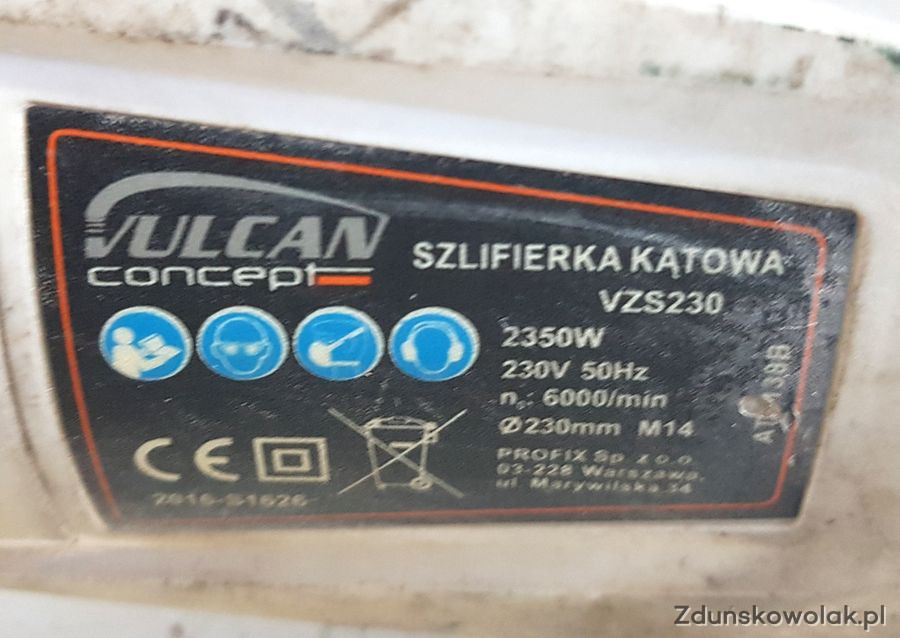 VULCAN
concept
SZLIFIERKA KĄTOWA
VZS230
2350W
230V 50Hz
n₀: 6000/min
Ø230mm M14
PROFIX Sp. z o.o.
03-228 Warszawa,
ul. Marywilska 34
CE
Zdunskowolak.pl